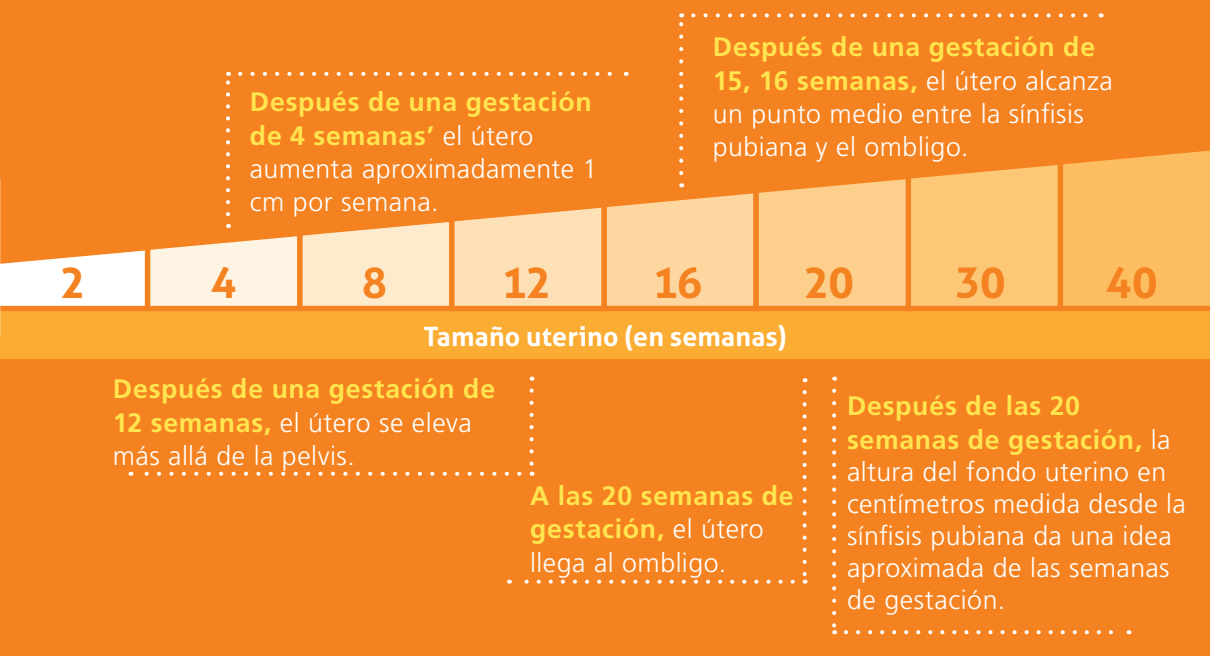 Después de una gestación
de 4 semanas’ el útero
aumenta aproximadamente 1
cm por semana.
Después de una gestación de
15, 16 semanas, el útero alcanza
un punto medio entre la sínfisis
pubiana y el ombligo.
2 4 8 12 16 20 30 40
Tamaño uterino (en semanas)
Después de una gestación de
12 semanas, el útero se eleva
más allá de la pelvis.
A las 20 semanas de
gestación, el útero
llega al ombligo.
Después de las 20
semanas de gestación, la
altura del fondo uterino en
centímetros medida desde la
sínfisis pubiana da una idea
aproximada de las semanas
de gestación.